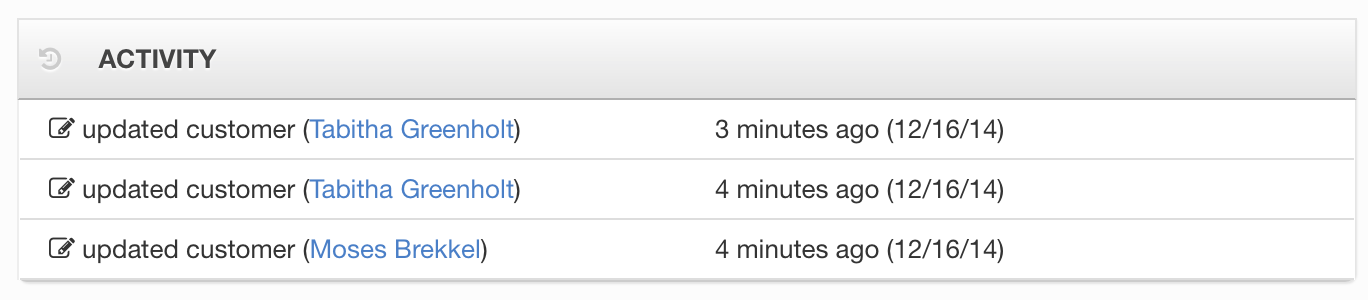 ACTIVITY
updated customer (Tabitha Greenholt) 3 minutes ago (12/16/14)
updated customer (Tabitha Greenholt) 4 minutes ago (12/16/14)
updated customer (Moses Brekkel) 4 minutes ago (12/16/14)